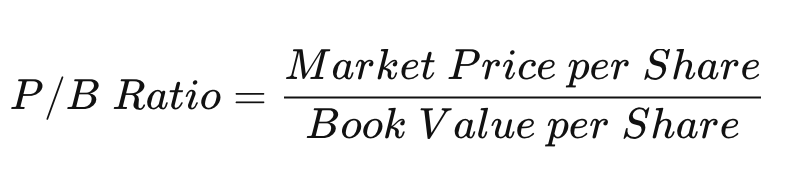 P/B Ratio = Market Price per Share
Book Value per Share